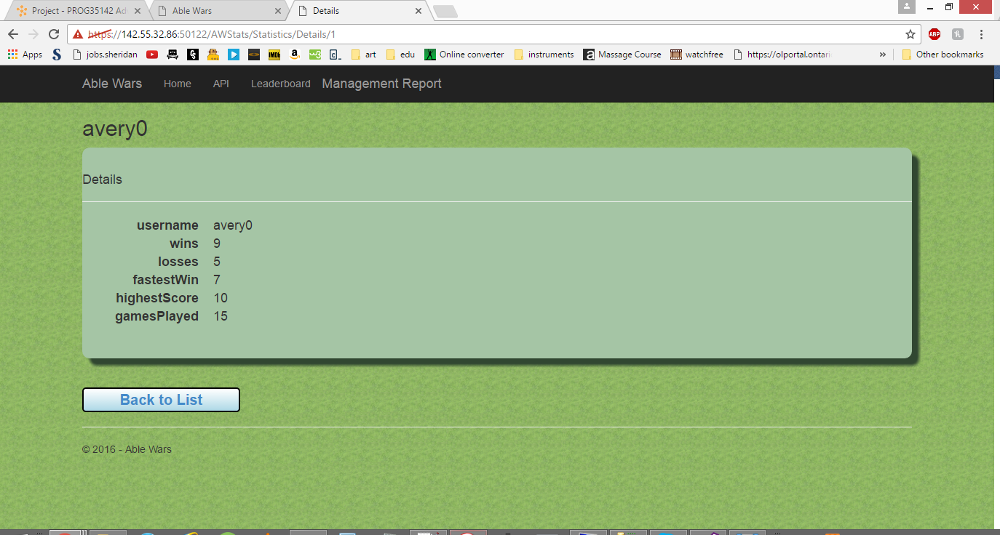 Project - PROG35142 Ad
Able Wars
Details
https://142.55.32.86:50122/AWStats/Statistics/Details/1
ABP
Apps
jobs.sheridan
IMDb
a
w3
art
edu
Online converter
instruments
a Massage Course
watchfree
https://olportal.ontari
»
Other bookmarks
Able Wars Home API Leaderboard Management Report
avery0
Details
username avery0
wins 9
losses 5
fastestWin 7
highestScore 10
gamesPlayed 15
Back to List
© 2016 - Able Wars